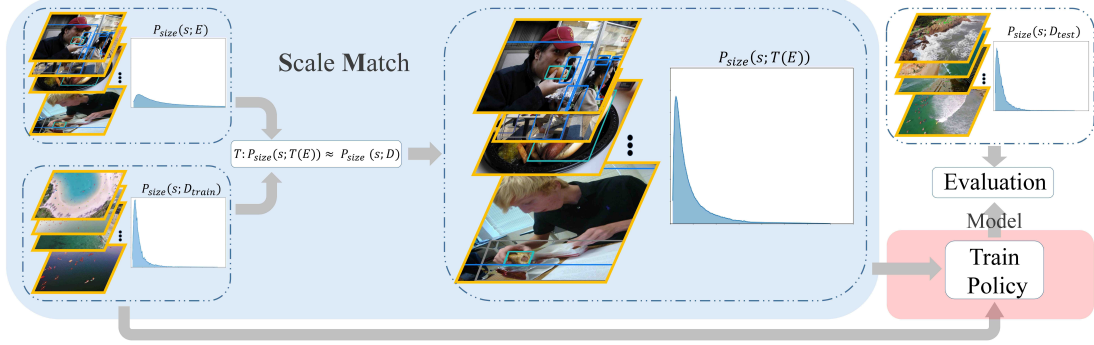 P_size(s; E)
Scale Match
T: P_size(s; T(E)) ≈ P_size (s; D)
P_size(s; D_train)
P_size(s; T(E))
P_size(s; D_test)
Evaluation
Model
Train
Policy